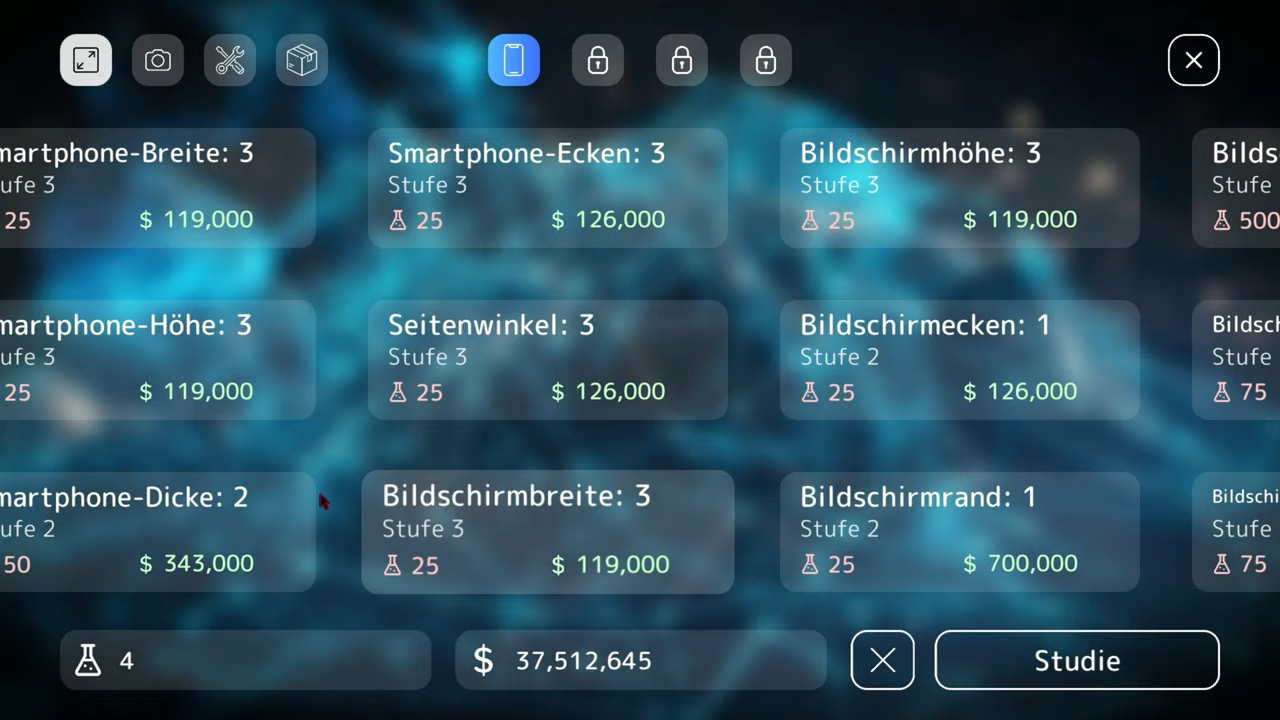 martphone-Breite: 3
ufe 3
25 $ 119,000
Smartphone-Ecken: 3
Stufe 3
25 $ 126,000
Bildschirmhöhe: 3
Stufe 3
25 $ 119,000
Bilds
Stufe
500
martphone-Höhe: 3
ufe 3
25 $ 119,000
Seitenwinkel: 3
Stufe 3
25 $ 126,000
Bildschirmecken: 1
Stufe 2
25 $ 126,000
Bildsch
Stufe
75
martphone-Dicke: 2
ufe 2
50 $ 343,000
Bildschirmbreite: 3
Stufe 3
25 $ 119,000
Bildschirmrand: 1
Stufe 2
25 $ 700,000
Bildschi
Stufe
75
4
$ 37,512,645
Studie